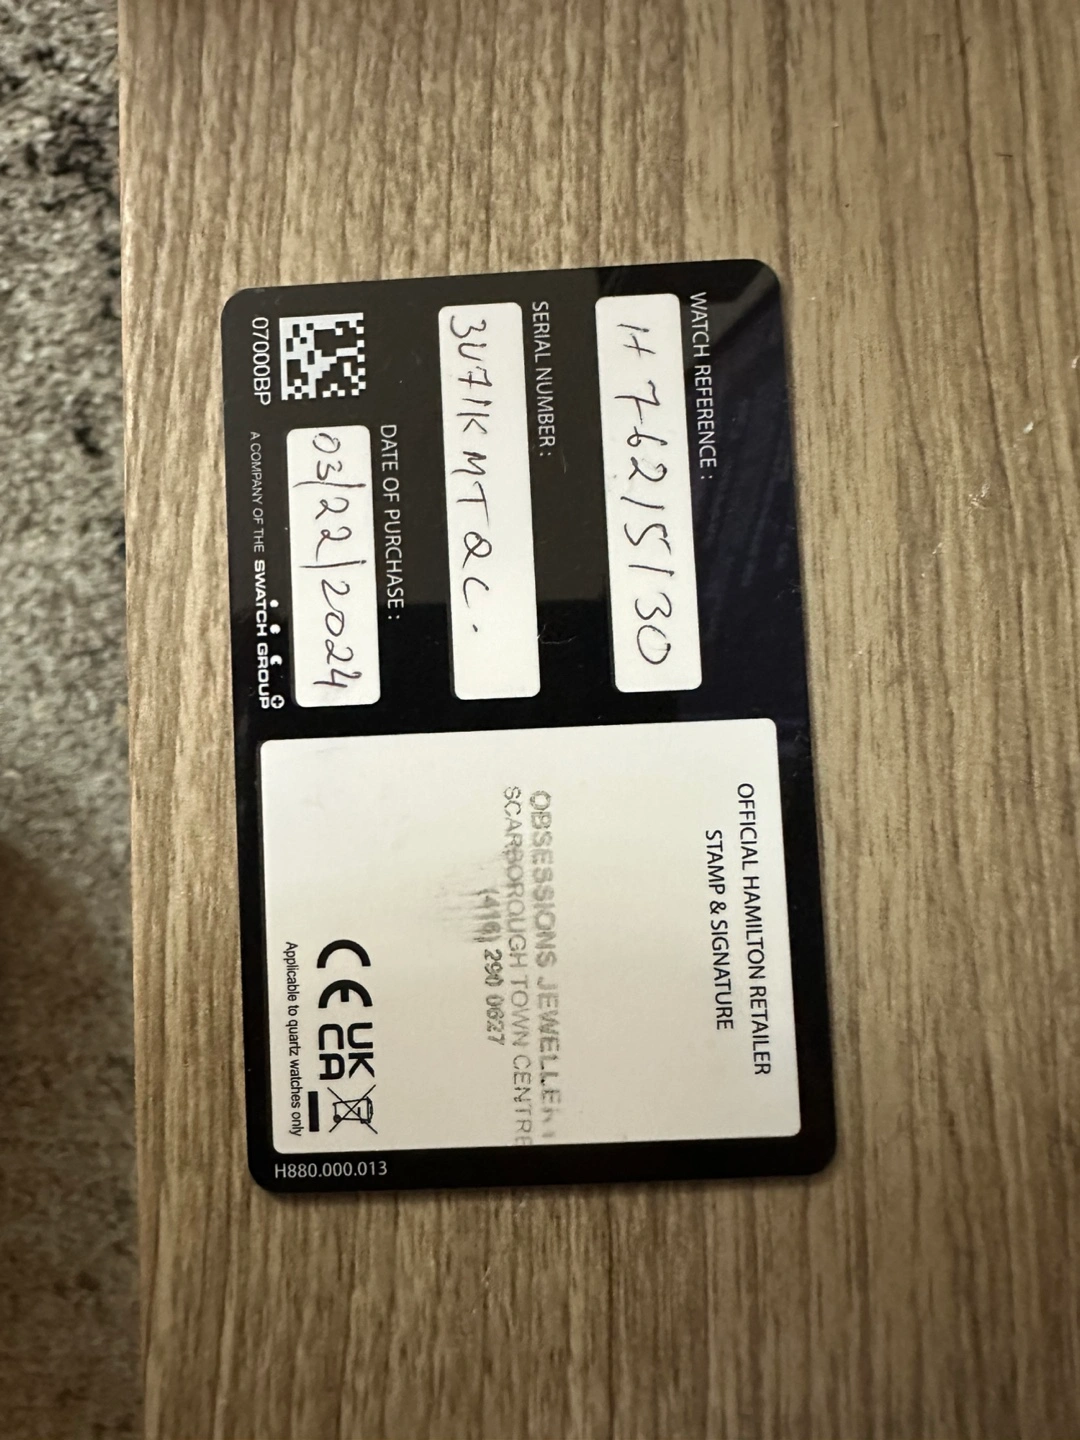 WATCH REFERENCE :
H76215130
SERIAL NUMBER :
3U71KMTQC.
DATE OF PURCHASE :
03/22/2024
07000BP
A COMPANY OF THE SWATCH GROUP
OFFICIAL HAMILTON RETAILER
STAMP & SIGNATURE
OBSESSIONS JEWELLERY
SCARBOROUGH TOWN CENTRE
(416) 290 0627
CE UK CA
Applicable to quartz watches only
H880.000.013